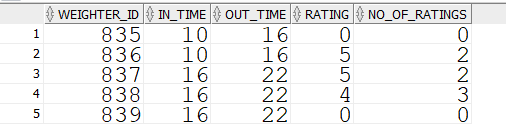 WEIGHTER_ID IN_TIME OUT_TIME RATING NO_OF_RATINGS
1 835 10 16 0 0
2 836 10 16 5 2
3 837 16 22 5 2
4 838 16 22 4 3
5 839 16 22 0 0